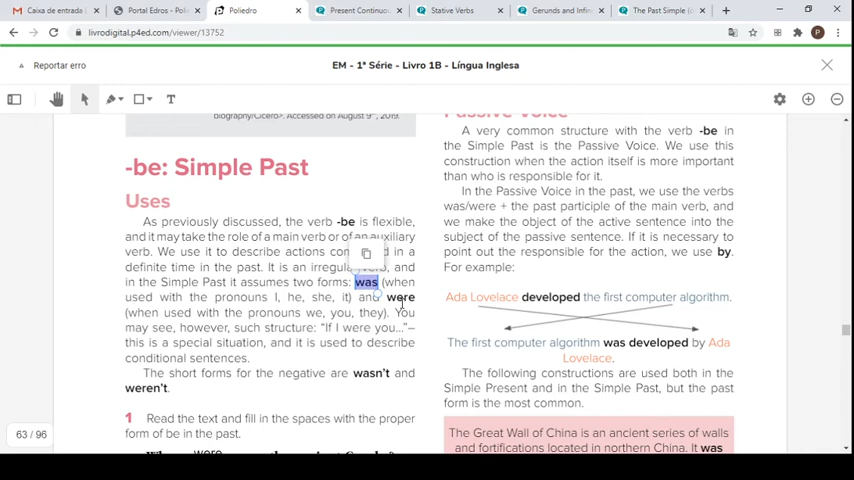 Caixa de entrada
Portal Edros - Poli
Poliedro
Present Continuo
Stative Verbs
Gerunds and Infin
The Past Simple (
livrodigital.p4ed.com/viewer/13752
P
Reportar erro
EM - 1ª Série - Livro 1B - Língua Inglesa
T
biography/Cicero>. Accessed on August 9th, 2019.
-be: Simple Past
Uses
As previously discussed, the verb -be is flexible,
and it may take the role of a main verb or of an auxiliary
verb. We use it to describe actions in a
definite time in the past. It is an irregular verb, and
in the Simple Past it assumes two forms: was (when
used with the pronouns I, he, she, it) and were
(when used with the pronouns we, you, they). You
may see, however, such structure: “If I were you...”–
this is a special situation, and it is used to describe
conditional sentences.
The short forms for the negative are wasn’t and
weren’t.
1 Read the text and fill in the spaces with the proper
form of be in the past.
were
63 / 96
Passive Voice
A very common structure with the verb -be in
the Simple Past is the Passive Voice. We use this
construction when the action itself is more important
than who is responsible for it.
In the Passive Voice in the past, we use the verbs
was/were + the past participle of the main verb, and
we make the object of the active sentence into the
subject of the passive sentence. If it is necessary to
point out the responsible for the action, we use by.
For example:
Ada Lovelace developed the first computer algorithm.
The first computer algorithm was developed by Ada
Lovelace.
The following constructions are used both in the
Simple Present and in the Simple Past, but the past
form is the most common.
The Great Wall of China is an ancient series of walls
and fortifications located in northern China. It was